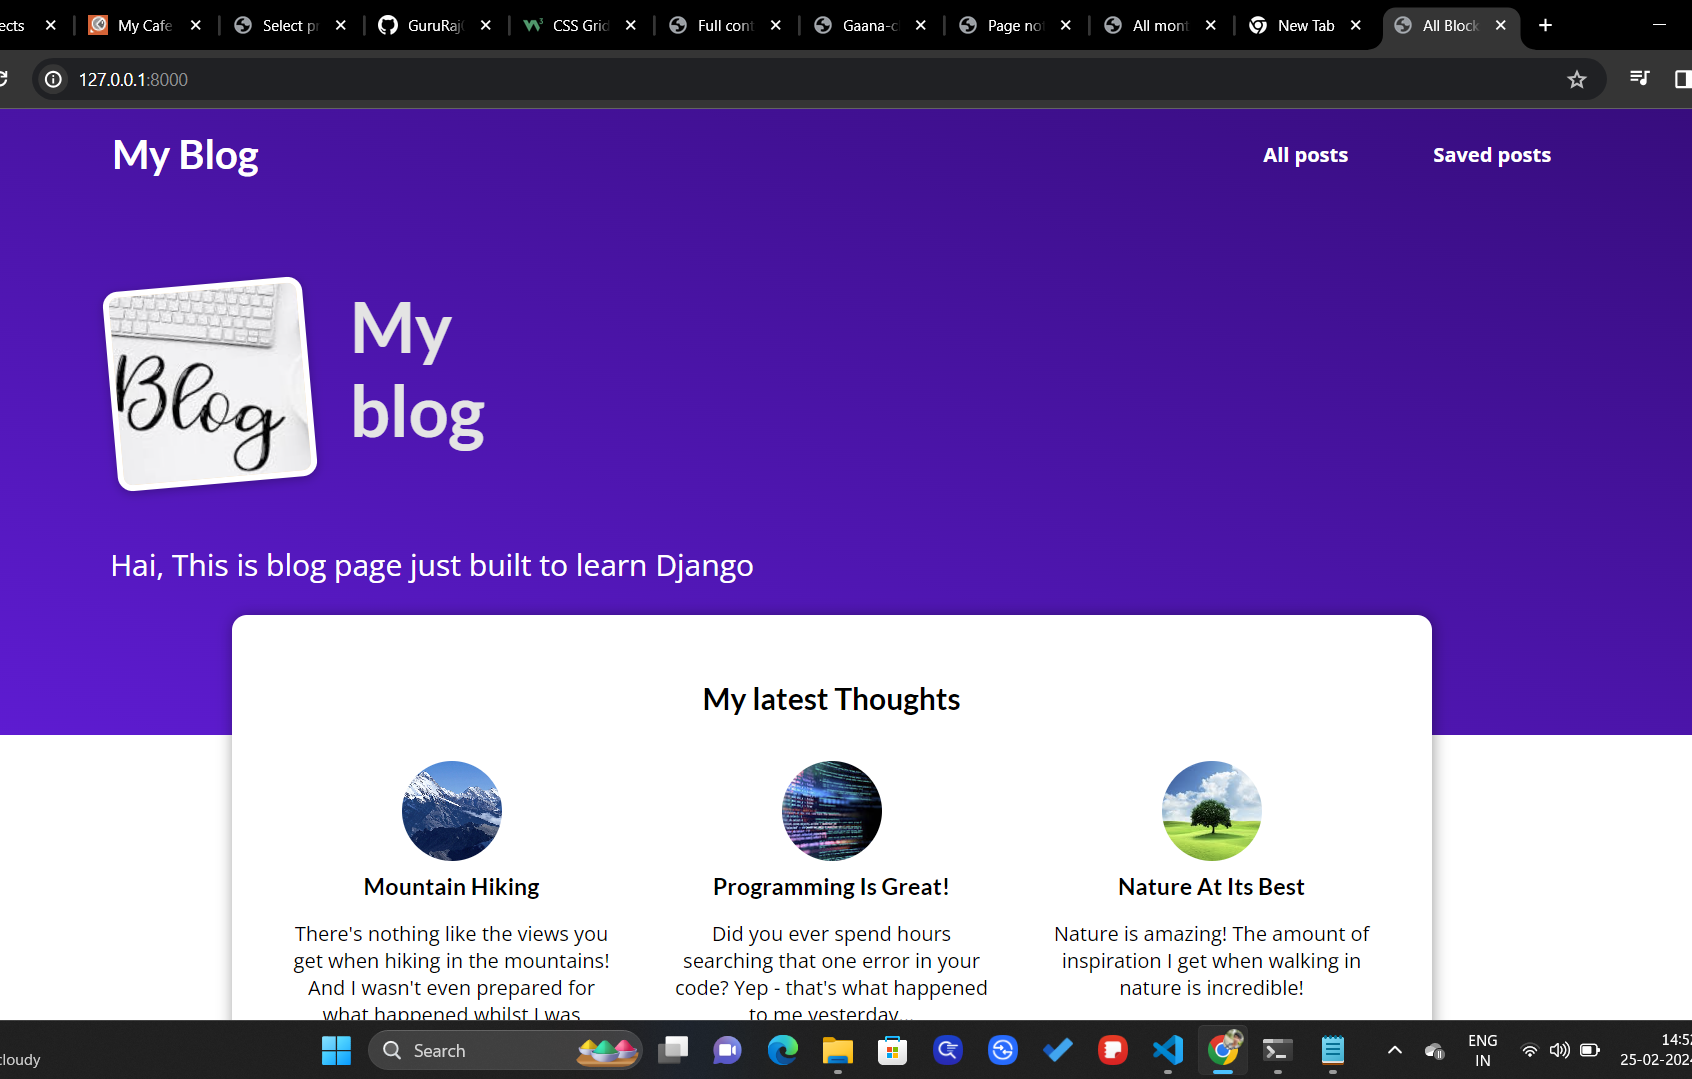 ects
My Cafe
Select p
GuruRaj
CSS Grid
Full cont
Gaana-c
Page not
All mont
New Tab
All Block
127.0.0.1:8000
My Blog
All posts
Saved posts
Blog
My
blog
Hai, This is blog page just built to learn Django
My latest Thoughts
Mountain Hiking
There's nothing like the views you
get when hiking in the mountains!
And I wasn't even prepared for
what happened whilst I was
Programming Is Great!
Did you ever spend hours
searching that one error in your
code? Yep - that's what happened
to me yesterday...
Nature At Its Best
Nature is amazing! The amount of
inspiration I get when walking in
nature is incredible!
cloudy
Search
ENG
IN
14:52
25-02-2024